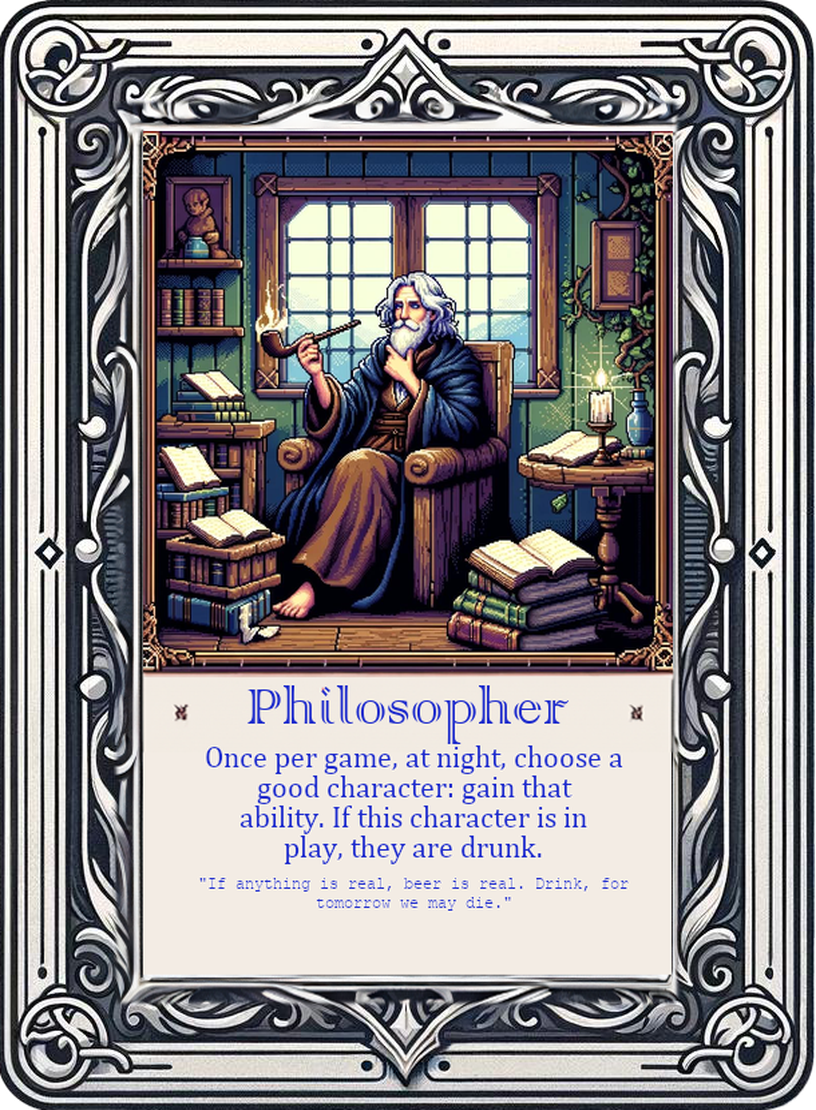 Philosopher
Once per game, at night, choose a
good character: gain that
ability. If this character is in
play, they are drunk.
"If anything is real, beer is real. Drink, for
tomorrow we may die."